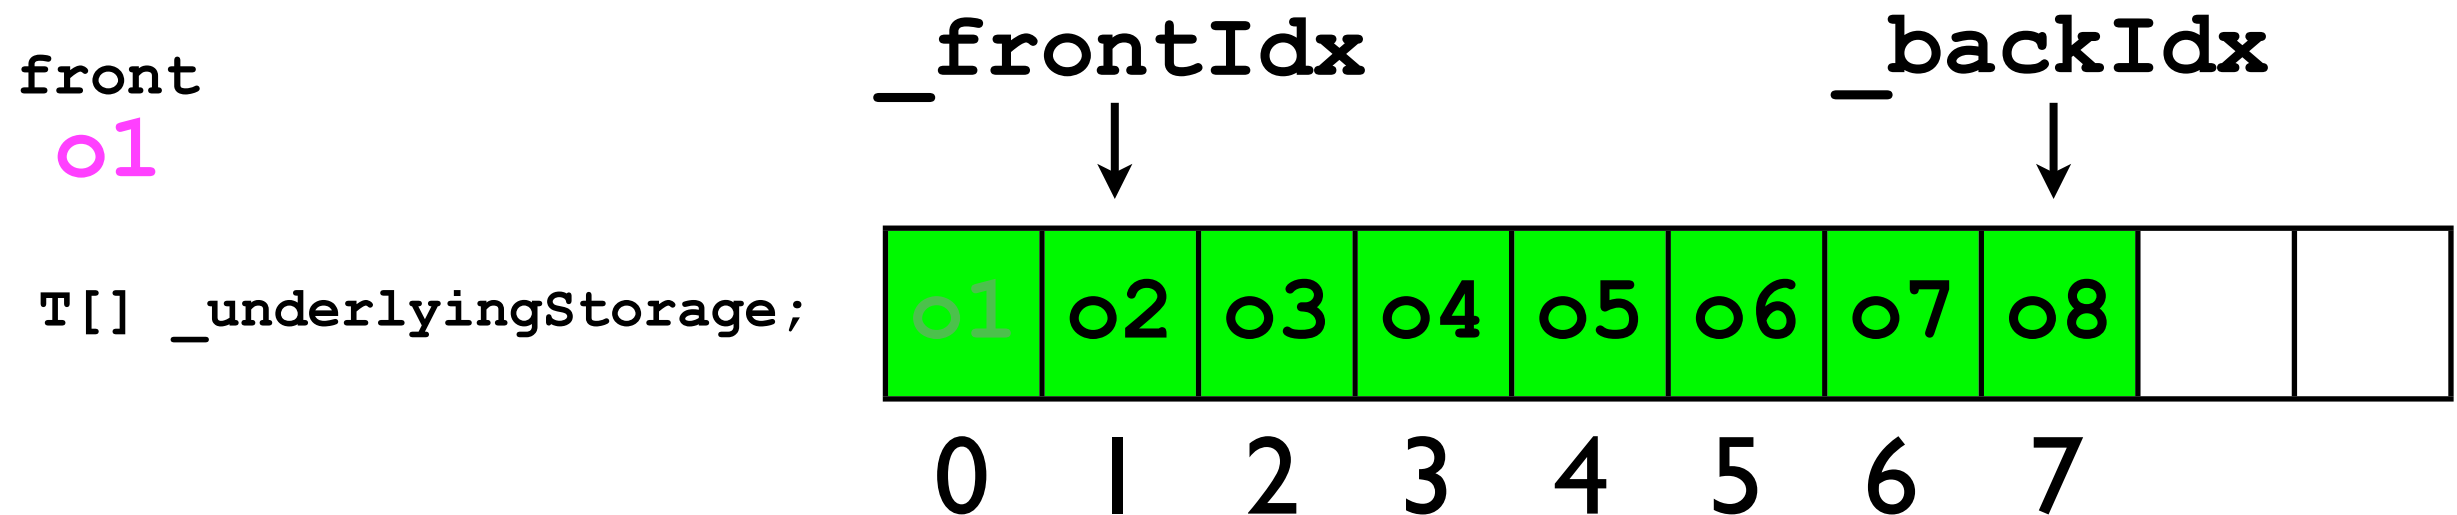 _frontIdx _backIdx
front
o1
T[] _underlyingStorage; o1 o2 o3 o4 o5 o6 o7 o8
0 1 2 3 4 5 6 7